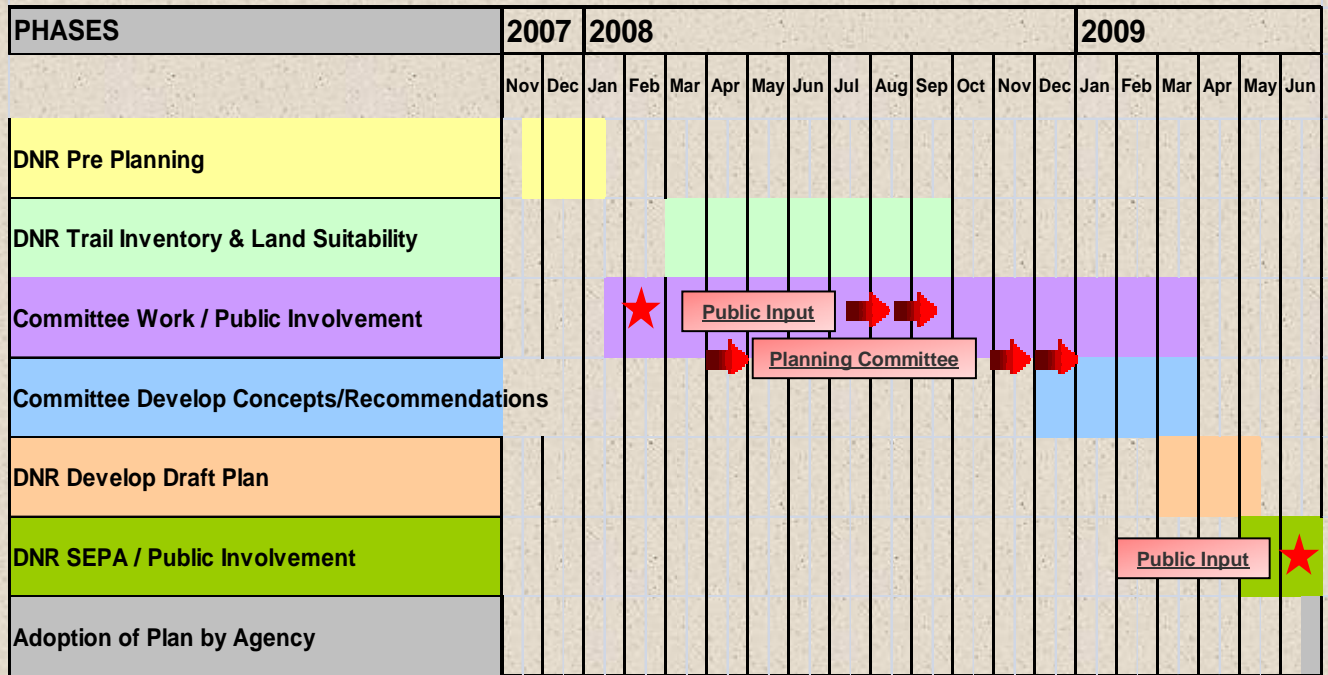 PHASES 2007 2008 2009
Nov Dec Jan Feb Mar Apr May Jun Jul Aug Sep Oct Nov Dec Jan Feb Mar Apr May Jun
DNR Pre Planning
DNR Trail Inventory & Land Suitability
Committee Work / Public Involvement
Public Input
Planning Committee
Committee Develop Concepts/Recommendations
DNR Develop Draft Plan
DNR SEPA / Public Involvement
Public Input
Adoption of Plan by Agency